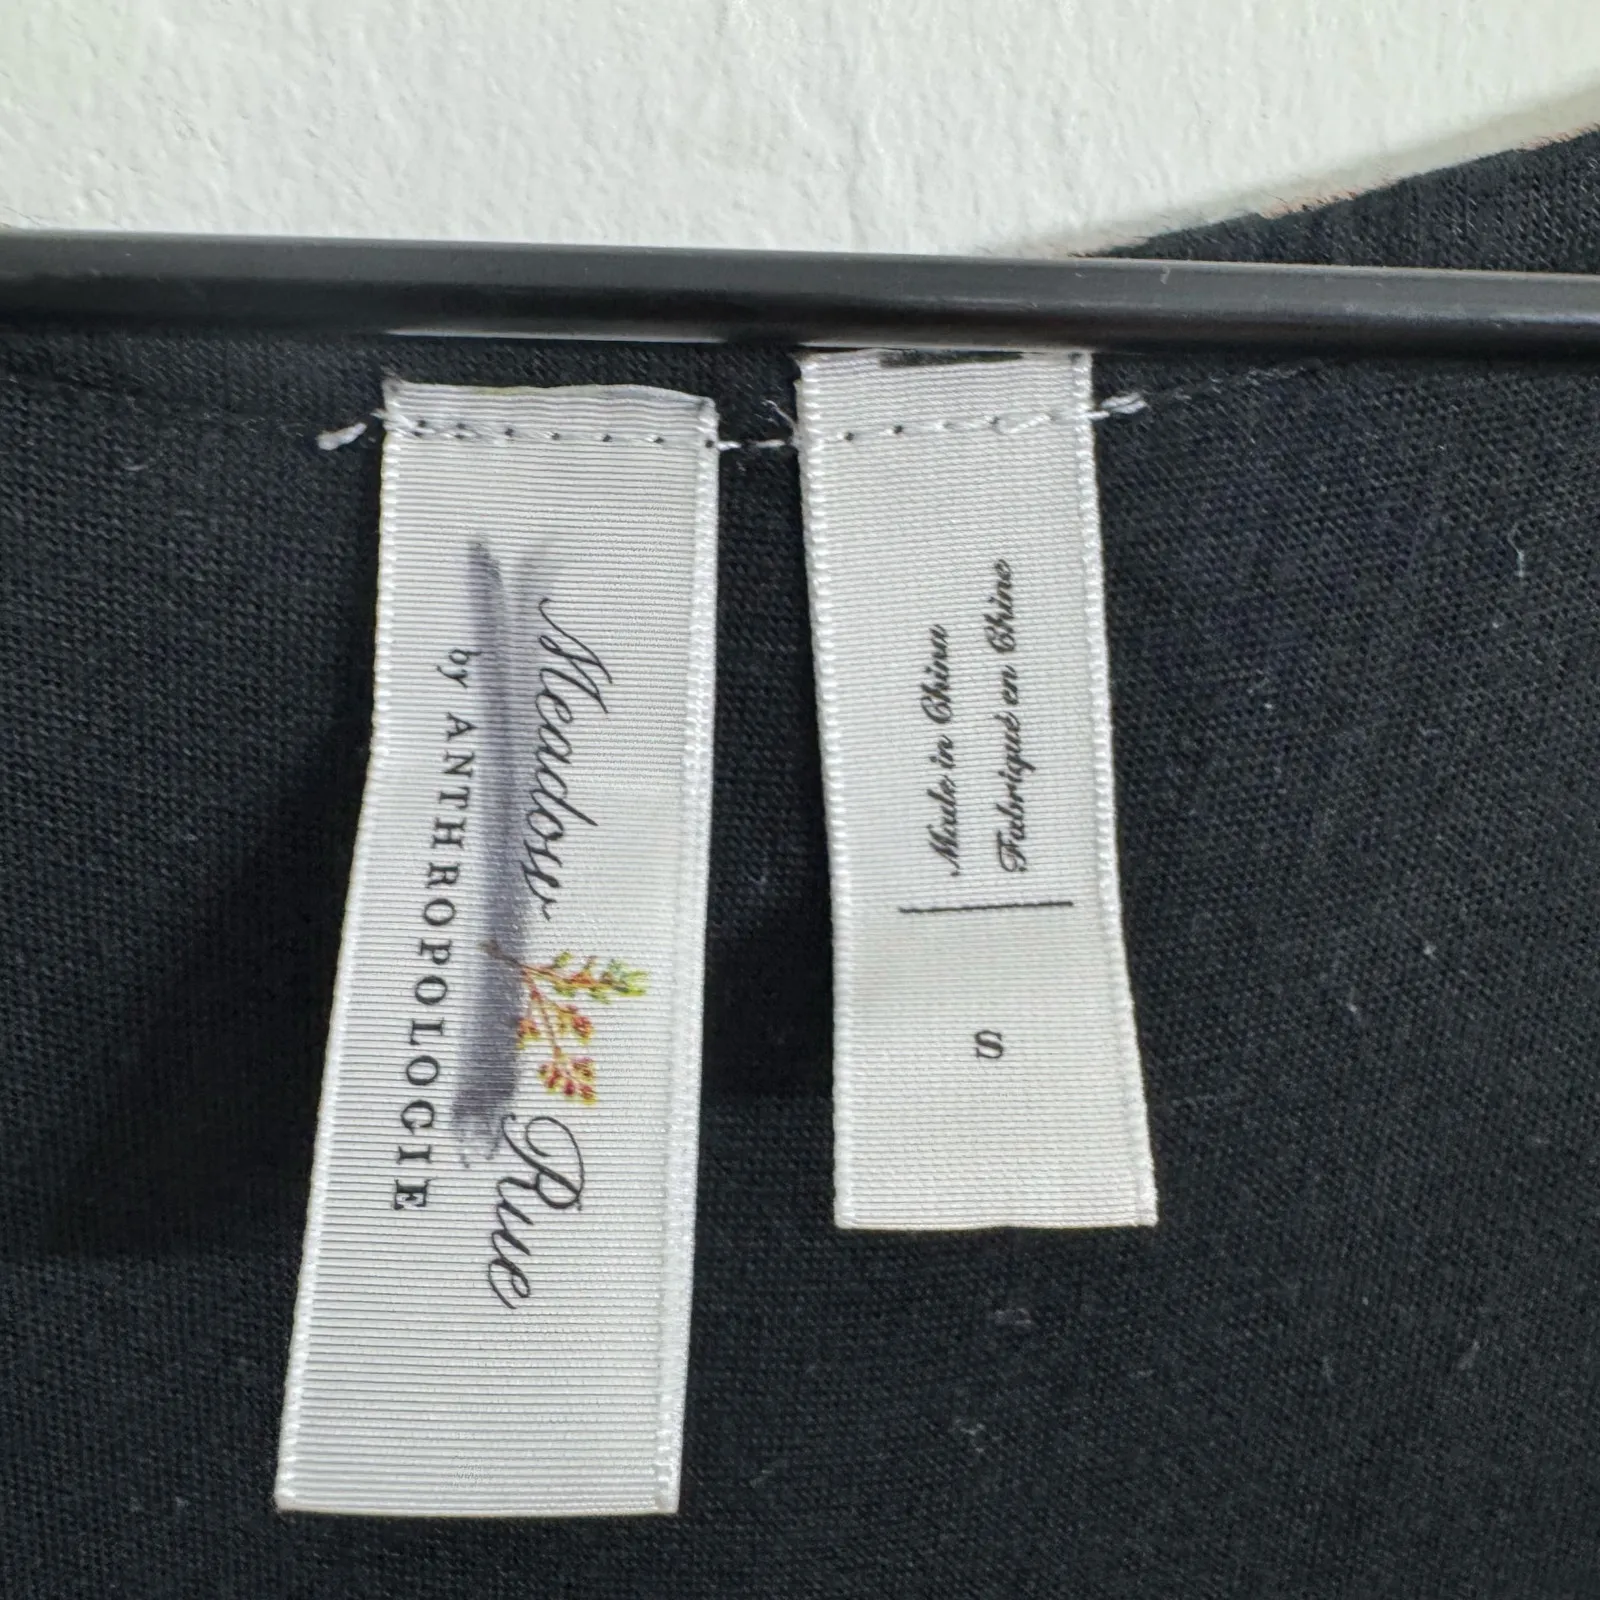 Meadow Rue
by ANTHROPOLOGIE
Made in China
Fabriqué en Chine
S